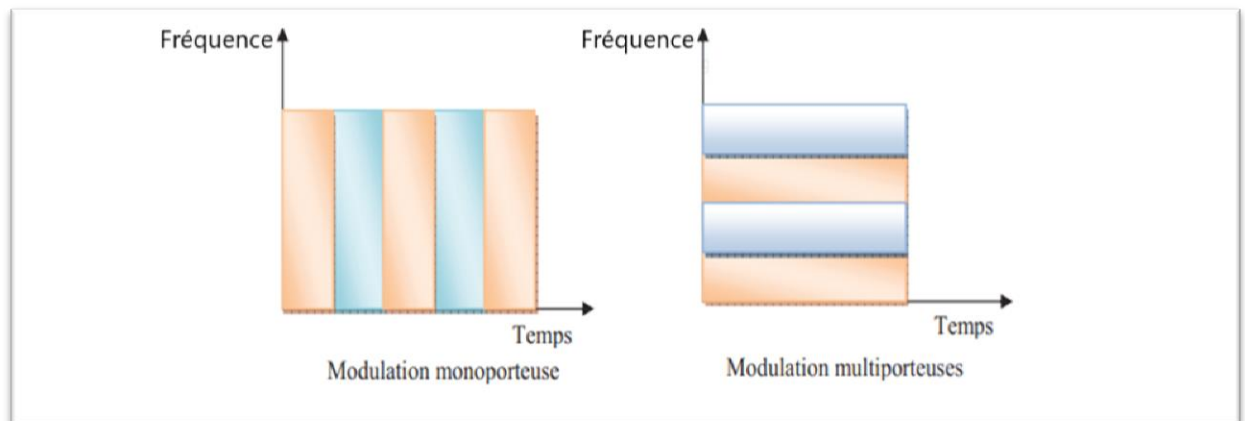 Fréquence
Temps
Modulation monoporteuse
Fréquence
Temps
Modulation multiporteuses